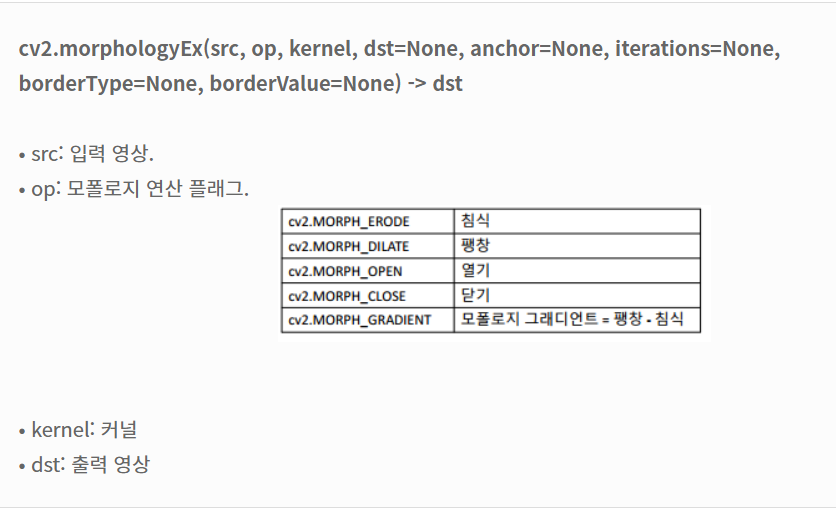 cv2.morphologyEx(src, op, kernel, dst=None, anchor=None, iterations=None,
borderType=None, borderValue=None) -> dst
• src: 입력 영상.
• op: 모폴로지 연산 플래그.
cv2.MORPH_ERODE 침식
cv2.MORPH_DILATE 팽창
cv2.MORPH_OPEN 열기
cv2.MORPH_CLOSE 닫기
cv2.MORPH_GRADIENT 모폴로지 그래디언트 = 팽창 - 침식
• kernel: 커널
• dst: 출력 영상